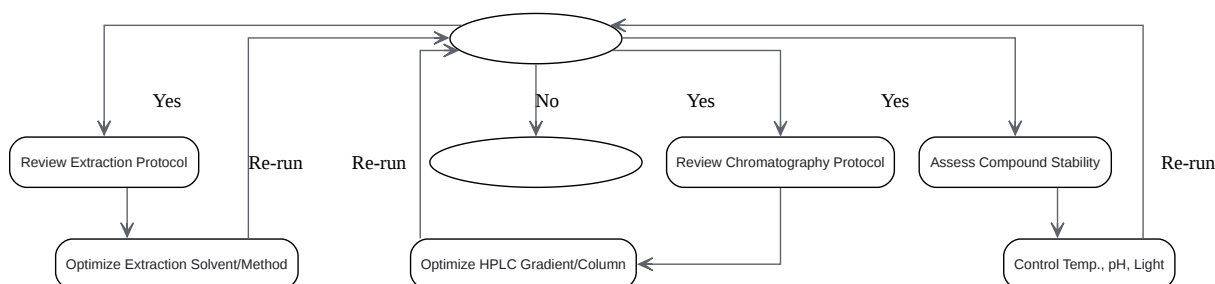 Yes
No
Yes
Yes
Review Extraction Protocol
Re-run
Re-run
Review Chromatography Protocol
Assess Compound Stability
Re-run
Optimize Extraction Solvent/Method
Optimize HPLC Gradient/Column
Control Temp., pH, Light